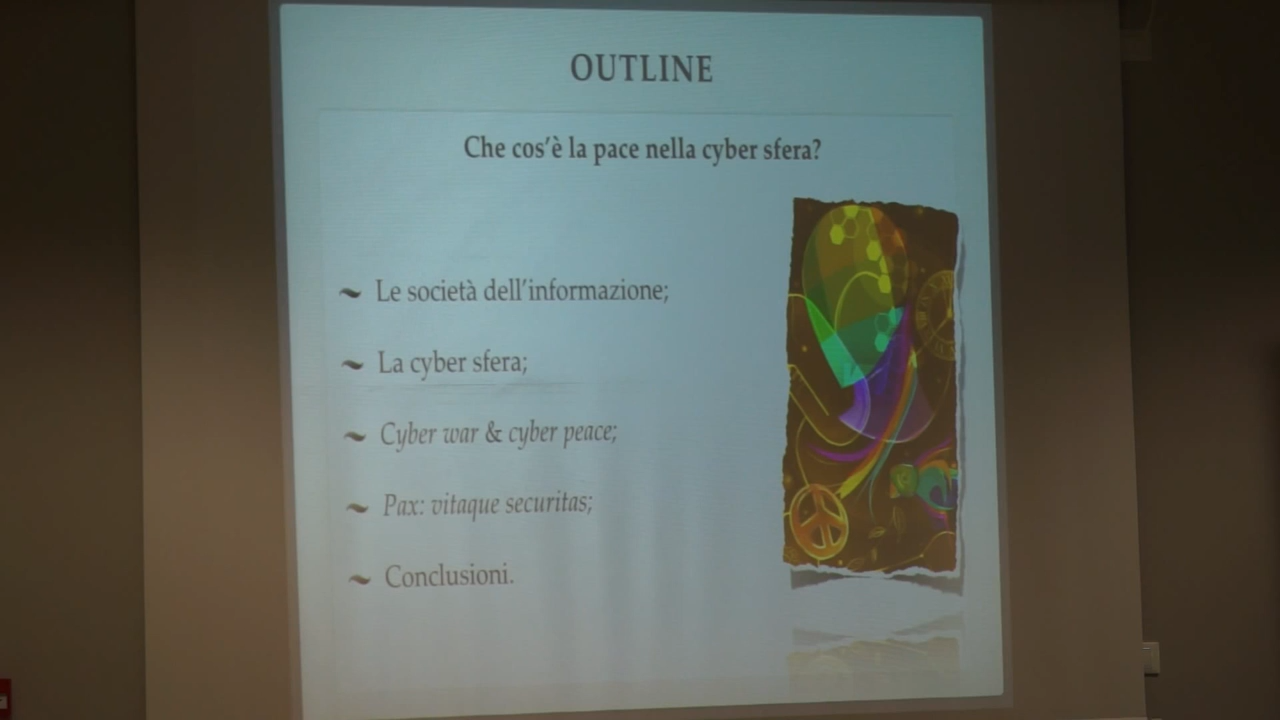 OUTLINE
Che cos'è la pace nella cyber sfera?
Le società dell'informazione;
La cyber sfera;
Cyber war & cyber peace;
Pax: vitaque securitas;
Conclusioni.